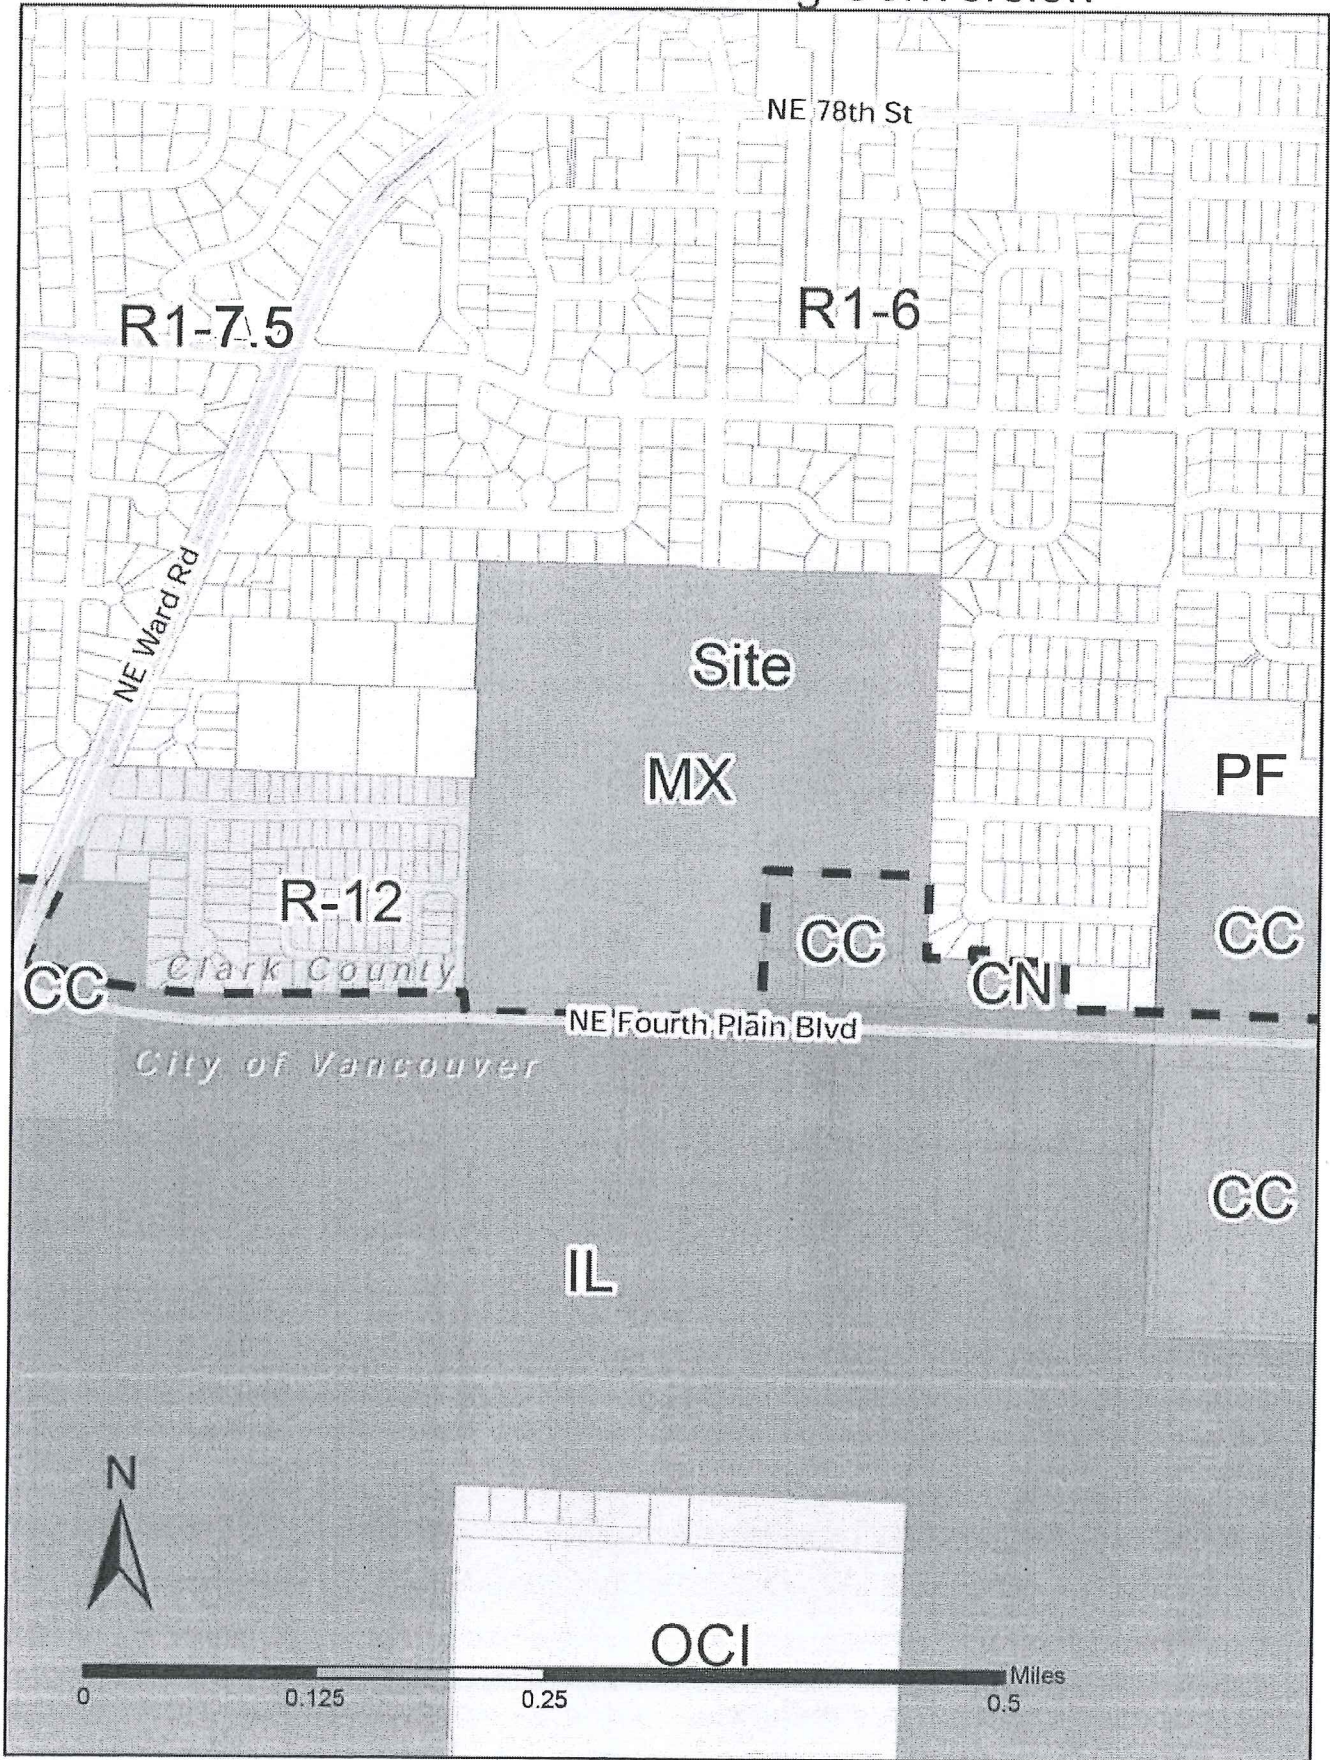 Conversion
NE 78th St
R1-7.5
R1-6
NE Ward Rd
Site
MX
PF
R-12
CC
CC
Clark County
CC
CN
NE Fourth Plain Blvd
City of Vancouver
CC
IL
N
OCI
Miles
0
0.125
0.25
0.5